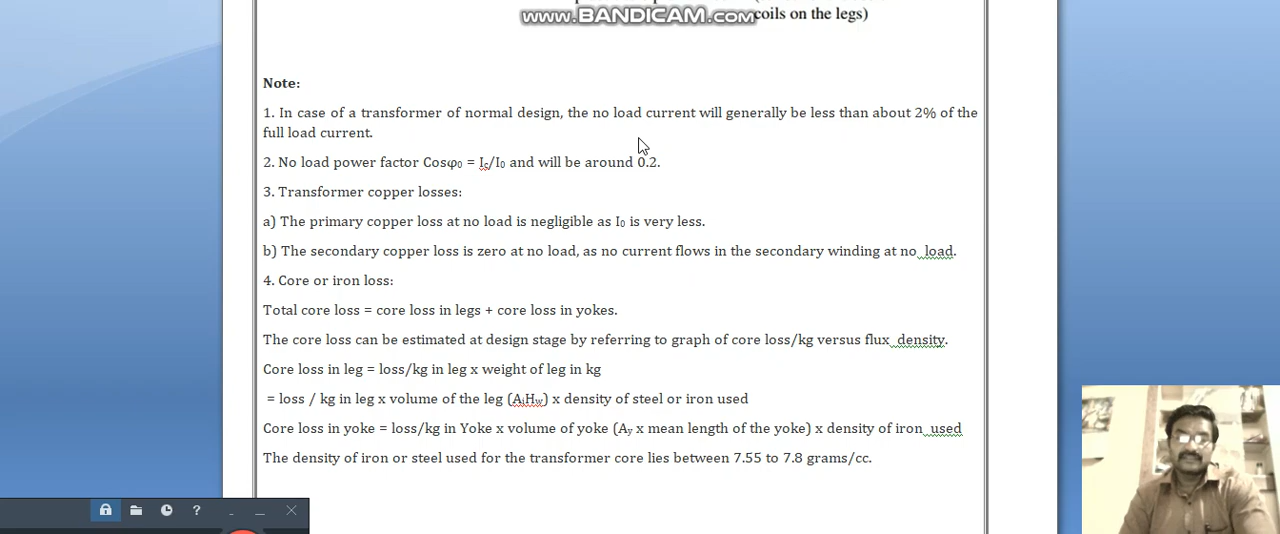 www.BANDICAM.com
coils on the legs)
Note:
1. In case of a transformer of normal design, the no load current will generally be less than about 2% of the
full load current.
2. No load power factor Cosφ₀ = I꜀/I₀ and will be around 0.2.
3. Transformer copper losses:
a) The primary copper loss at no load is negligible as I₀ is very less.
b) The secondary copper loss is zero at no load, as no current flows in the secondary winding at no load.
4. Core or iron loss:
Total core loss = core loss in legs + core loss in yokes.
The core loss can be estimated at design stage by referring to graph of core loss/kg versus flux density.
Core loss in leg = loss/kg in leg x weight of leg in kg
= loss / kg in leg x volume of the leg (AᵢHw) x density of steel or iron used
Core loss in yoke = loss/kg in Yoke x volume of yoke (Ay x mean length of the yoke) x density of iron used
The density of iron or steel used for the transformer core lies between 7.55 to 7.8 grams/cc.